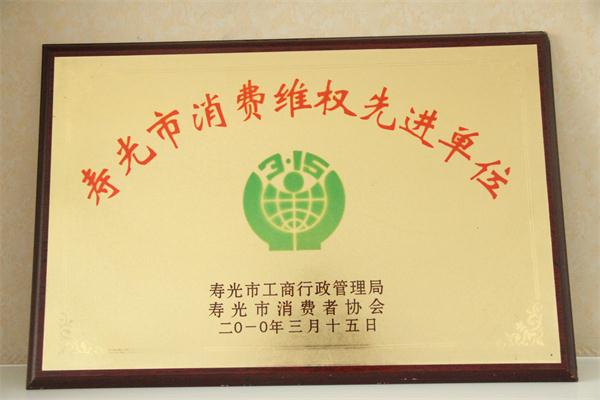 寿光市消费维权先进单位
3·15
寿光市工商行政管理局
寿光市消费者协会
二0一0年三月十五日